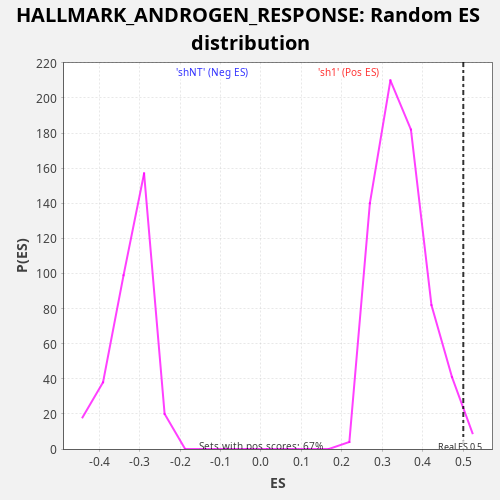 HALLMARK_ANDROGEN_RESPONSE: Random ES
distribution
'shNT' (Neg ES)
'sh1' (Pos ES)
P(ES)
220
200
180
160
140
120
100
80
60
40
20
0
Sets with pos scores: 67%
Real ES 0.5
-0.4 -0.3 -0.2 -0.1 0.0 0.1 0.2 0.3 0.4 0.5
ES